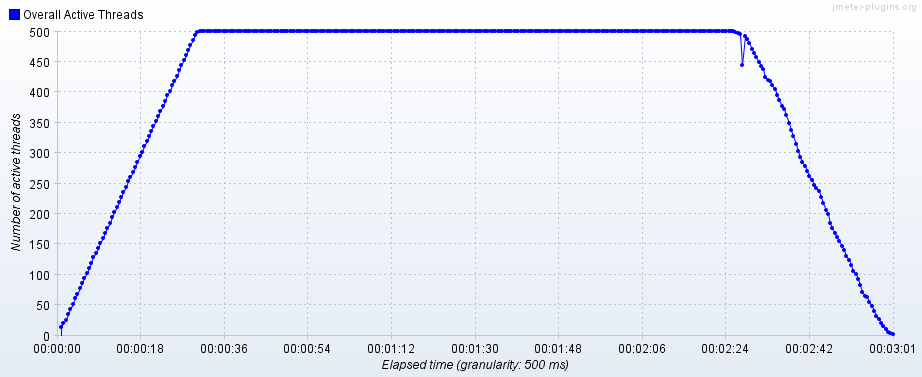 Overall Active Threads
jmeter-plugins.org
500
450
400
350
300
250
200
150
100
50
0
Number of active threads
00:00:00 00:00:18 00:00:36 00:00:54 00:01:12 00:01:30 00:01:48 00:02:06 00:02:24 00:02:42 00:03:01
Elapsed time (granularity: 500 ms)